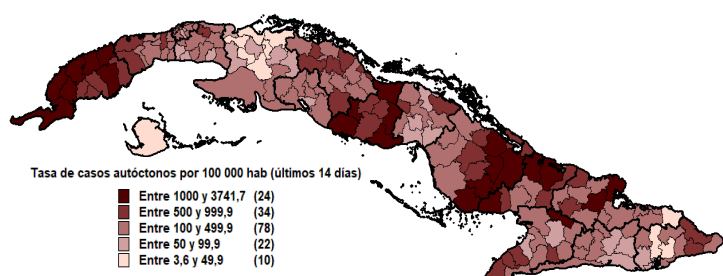 Tasa de casos autóctonos por 100 000 hab (últimos 14 días)
Entre 1000 y 3741,7 (24)
Entre 500 y 999,9 (34)
Entre 100 y 499,9 (78)
Entre 50 y 99,9 (22)
Entre 3,6 y 49,9 (10)